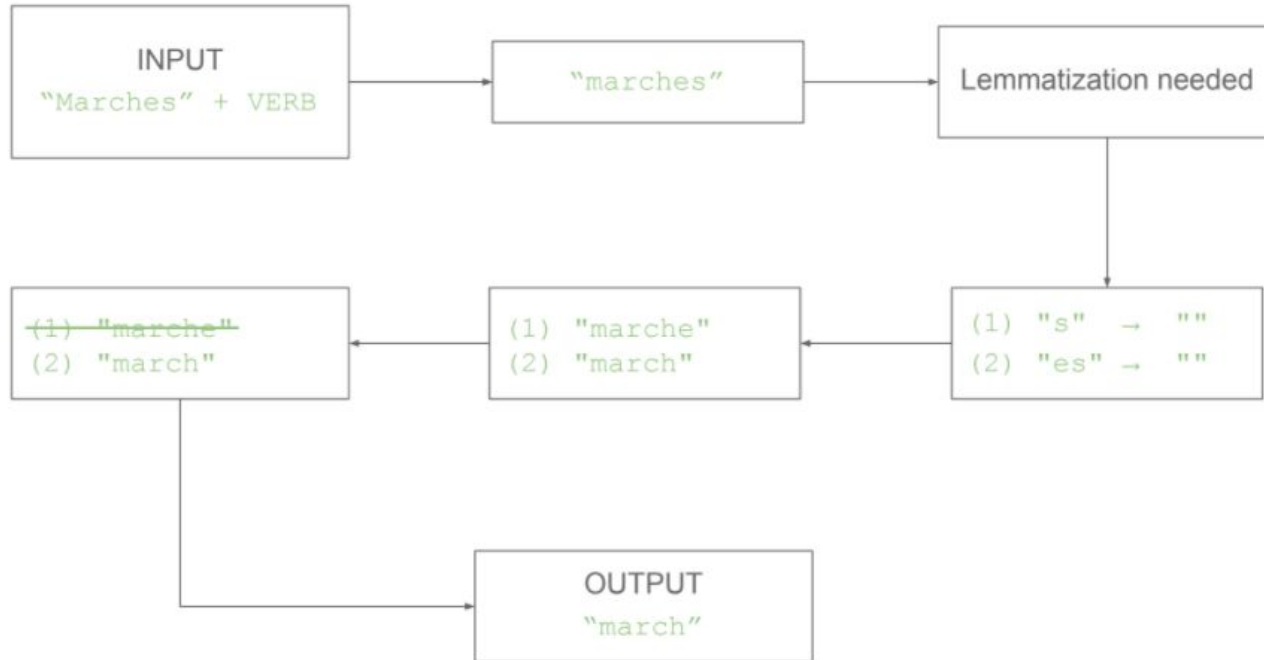 INPUT
“Marches” + VERB
“marches”
Lemmatization needed
(1) "s" → ""
(2) "es" → ""
(1) "marche"
(2) "march"
(1) "marche"
(2) "march"
OUTPUT
“march”